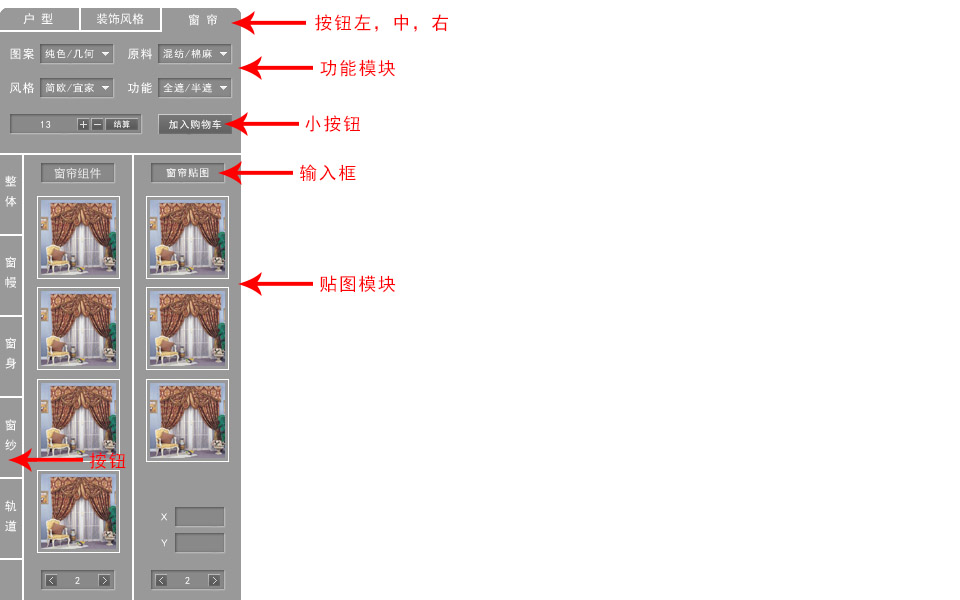 户 型 装饰风格 窗 帘 按钮左，中，右
图案 纯色/几何 原料 混纺/棉麻 功能模块
风格 简欧/宜家 功能 全遮/半遮
13 + − 结算 加入购物车 小按钮
窗帘组件 窗帘贴图 输入框
整体
窗幔
贴图模块
窗身
窗纱
按钮
轨道
X
Y
< 2 > < 2 >